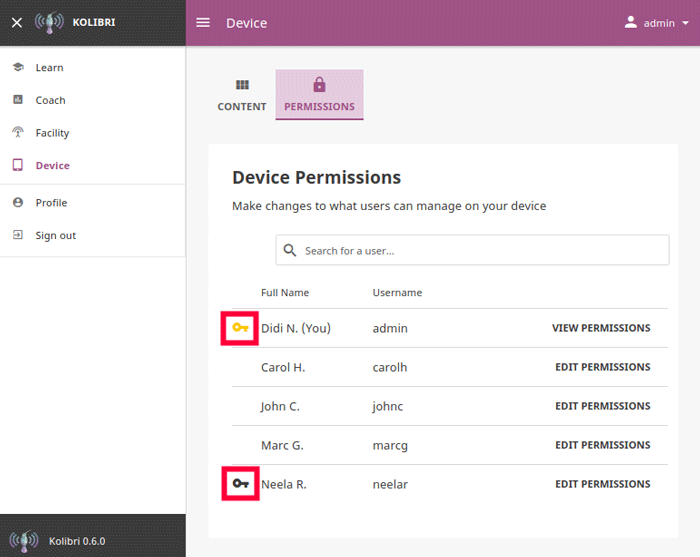 KOLIBRI
Device
admin
Learn
Coach
Facility
Device
Profile
Sign out
Kolibri 0.6.0
CONTENT
PERMISSIONS
Device Permissions
Make changes to what users can manage on your device
Search for a user...
Full Name Username
Didi N. (You) admin VIEW PERMISSIONS
Carol H. carolh EDIT PERMISSIONS
John C. johnc EDIT PERMISSIONS
Marc G. marcg EDIT PERMISSIONS
Neela R. neelar EDIT PERMISSIONS